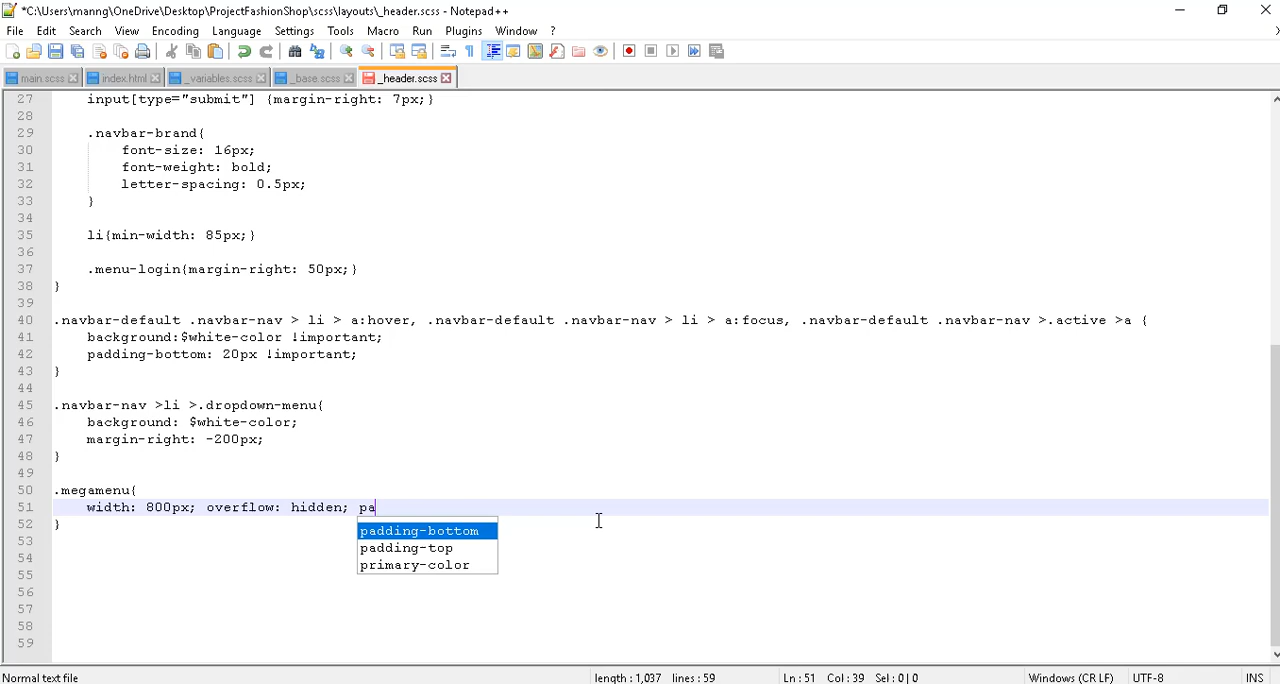 *C:\Users\manng\OneDrive\Desktop\ProjectFashionShop\scss\layouts\_header.scss - Notepad++
File Edit Search View Encoding Language Settings Tools Macro Run Plugins Window ?
main.scss index.html _variables.scss _base.scss _header.scss
27 input[type="submit"] {margin-right: 7px;}
28
29 .navbar-brand{
30 font-size: 16px;
31 font-weight: bold;
32 letter-spacing: 0.5px;
33 }
34
35 li{min-width: 85px;}
36
37 .menu-login{margin-right: 50px;}
38 }
39
40 .navbar-default .navbar-nav > li > a:hover, .navbar-default .navbar-nav > li > a:focus, .navbar-default .navbar-nav >.active >a {
41 background:$white-color !important;
42 padding-bottom: 20px !important;
43 }
44
45 .navbar-nav >li >.dropdown-menu{
46 background: $white-color;
47 margin-right: -200px;
48 }
49
50 .megamenu{
51 width: 800px; overflow: hidden; pa
52 }
padding-bottom
padding-top
primary-color
53
54
55
56
57
58
59
Normal text file length : 1,037 lines : 59 Ln : 51 Col : 39 Sel : 0 | 0 Windows (CR LF) UTF-8 INS